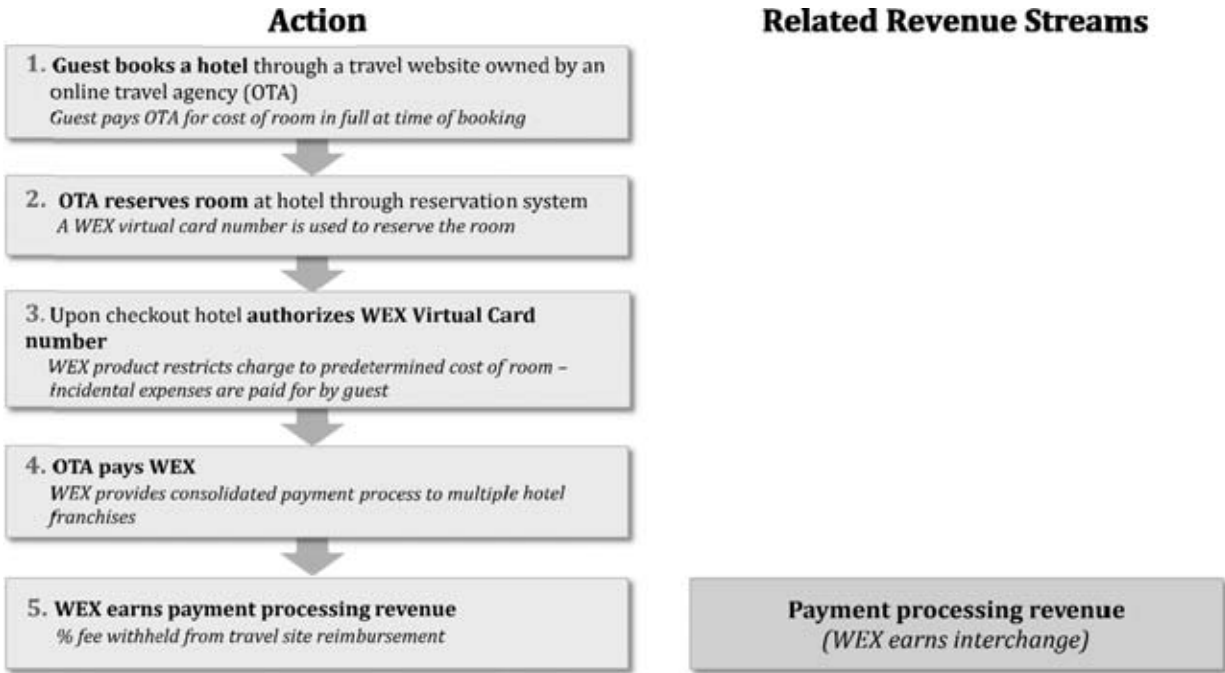 Action
Related Revenue Streams
1. Guest books a hotel through a travel website owned by an
online travel agency (OTA)
Guest pays OTA for cost of room in full at time of booking
2. OTA reserves room at hotel through reservation system
A WEX virtual card number is used to reserve the room
3. Upon checkout hotel authorizes WEX Virtual Card
number
WEX product restricts charge to predetermined cost of room –
incidental expenses are paid for by guest
4. OTA pays WEX
WEX provides consolidated payment process to multiple hotel
franchises
5. WEX earns payment processing revenue
% fee withheld from travel site reimbursement
Payment processing revenue
(WEX earns interchange)